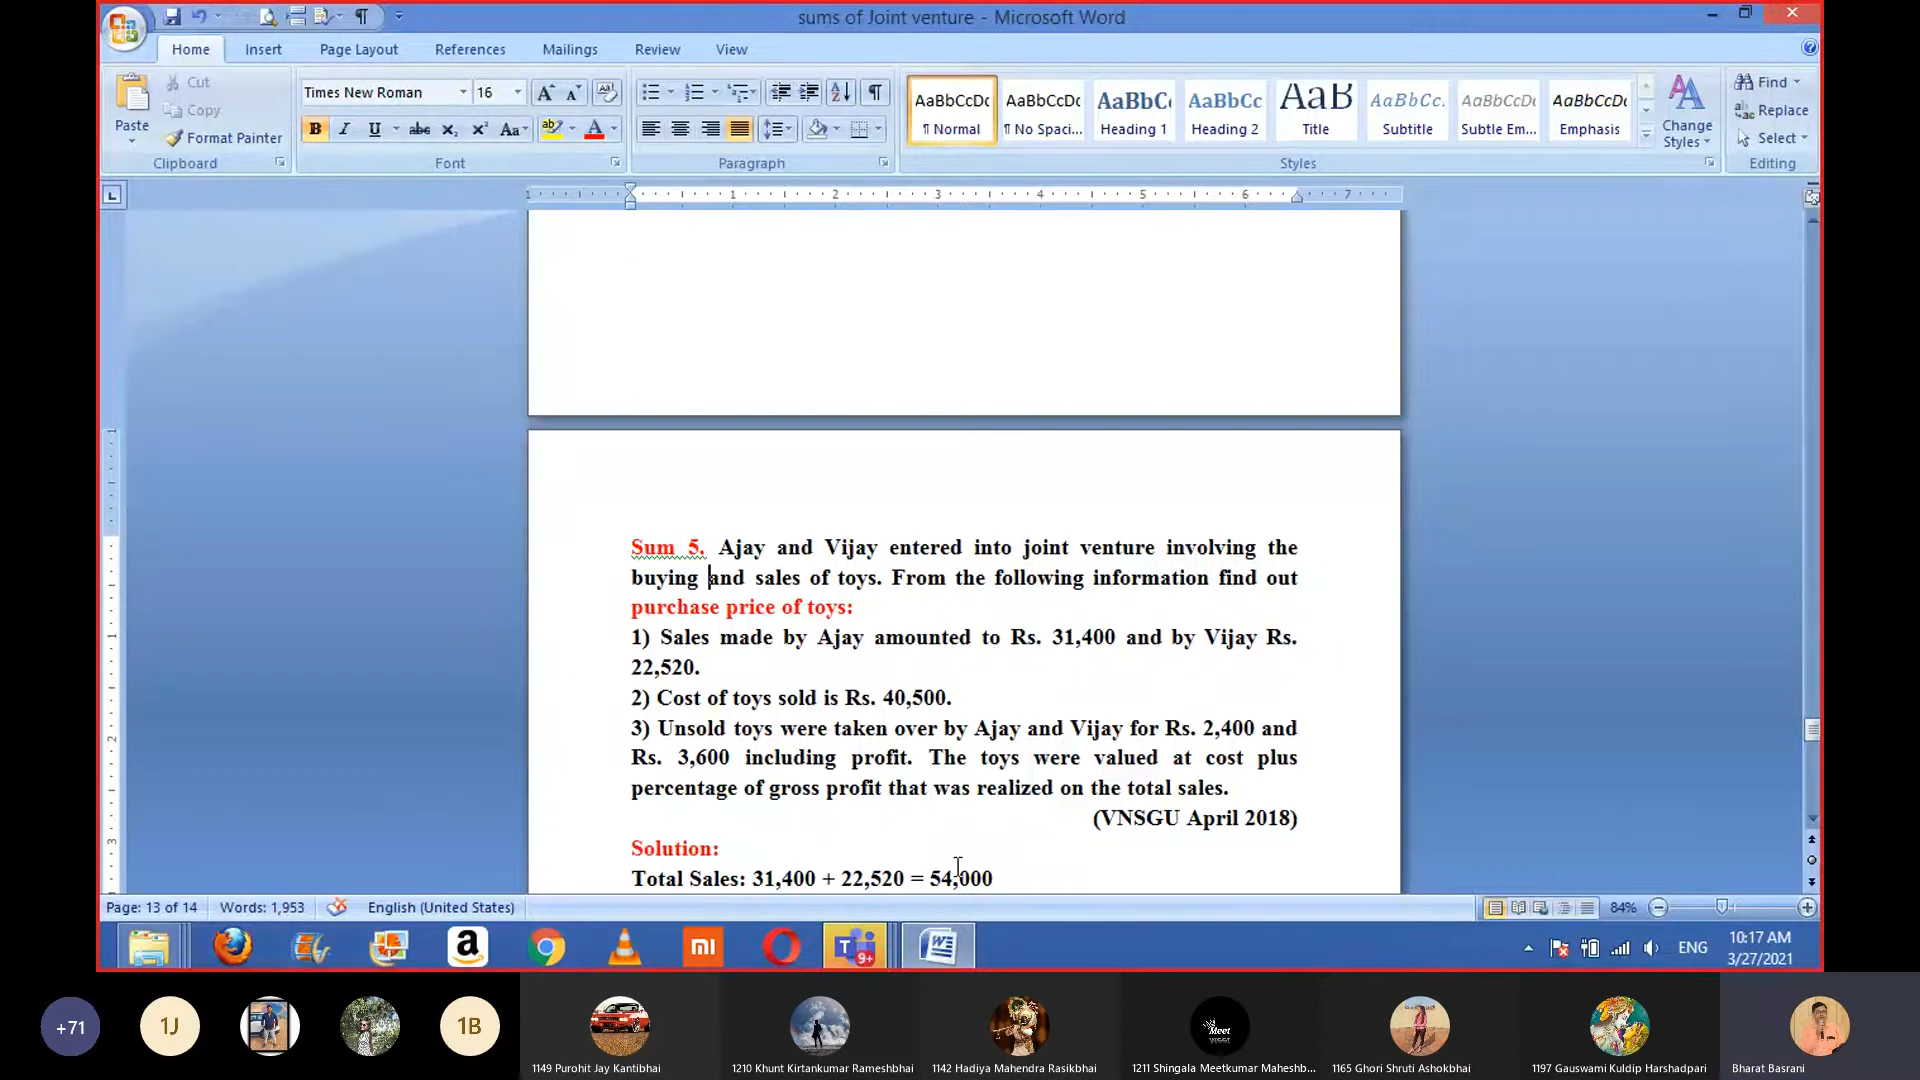 sums of Joint venture - Microsoft Word
Home Insert Page Layout References Mailings Review View
Paste
Cut
Copy
Format Painter
Clipboard
Times New Roman 16
Font
Paragraph
AaBbCcDc AaBbCcDc AaBbCc AaBbCc AaB AaBbCc. AaBbCcDc AaBbCcDc
¶ Normal ¶ No Spaci... Heading 1 Heading 2 Title Subtitle Subtle Em... Emphasis
Change Styles
Styles
Find
Replace
Select
Editing
Sum 5. Ajay and Vijay entered into joint venture involving the
buying and sales of toys. From the following information find out
purchase price of toys:
1) Sales made by Ajay amounted to Rs. 31,400 and by Vijay Rs.
22,520.
2) Cost of toys sold is Rs. 40,500.
3) Unsold toys were taken over by Ajay and Vijay for Rs. 2,400 and
Rs. 3,600 including profit. The toys were valued at cost plus
percentage of gross profit that was realized on the total sales.
(VNSGU April 2018)
Solution:
Total Sales: 31,400 + 22,520 = 54,000
Page: 13 of 14 Words: 1,953 English (United States) 84%
9+
ENG
10:17 AM
3/27/2021
+71 1J 1B
Meet
1149 Purohit Jay Kantibhai 1210 Khunt Kirtankumar Rameshbhai 1142 Hadiya Mahendra Rasikbhai 1211 Shingala Meetkumar Maheshb... 1165 Ghori Shruti Ashokbhai 1197 Gauswami Kuldip Harshadpari Bharat Basrani